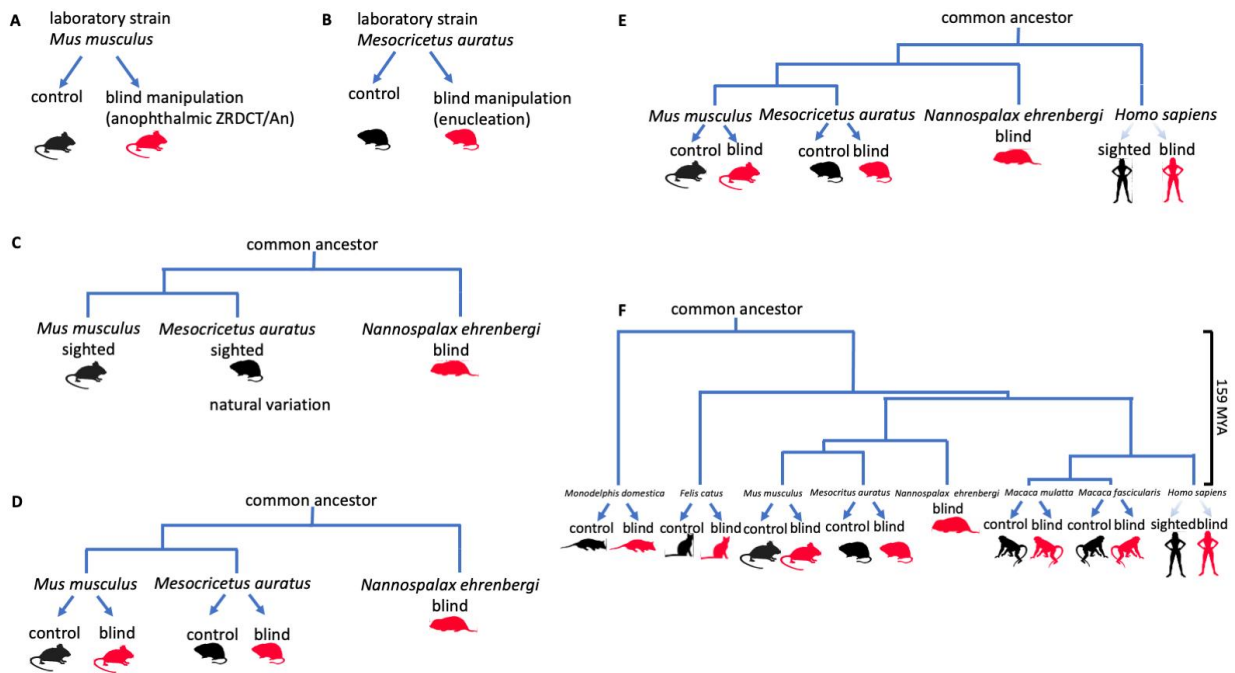 A
laboratory strain
Mus musculus
control
blind manipulation
(anophthalmic ZRDCT/An)
B
laboratory strain
Mesocricetus auratus
control
blind manipulation
(enucleation)
C
common ancestor
Mus musculus
sighted
Mesocricetus auratus
sighted
Nannospalax ehrenbergi
blind
natural variation
D
common ancestor
Mus musculus
control
blind
Mesocricetus auratus
control
blind
Nannospalax ehrenbergi
blind
E
common ancestor
Mus musculus
control blind
Mesocricetus auratus
control blind
Nannospalax ehrenbergi
blind
Homo sapiens
sighted
blind
F
common ancestor
159 MYA
Monodelphis domestica
control
blind
Felis catus
control
blind
Mus musculus
control blind
Mesocritus auratus
control blind
Nannospalax ehrenbergi
blind
Macaca mulatta
control blind
Macaca fascicularis
control blind
Homo sapiens
sighted blind